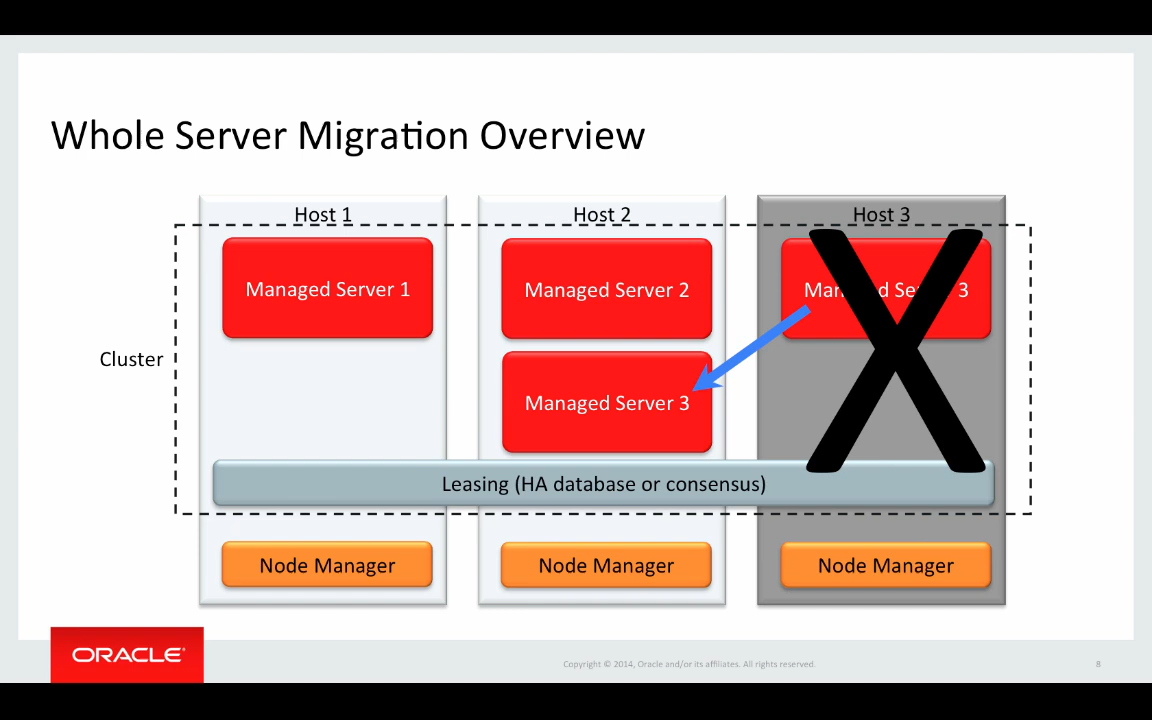 Whole Server Migration Overview
Host 1
Host 2
Host 3
Managed Server 1
Managed Server 2
3
Cluster
Managed Server 3
Leasing (HA database or consensus)
Node Manager
Node Manager
Node Manager
ORACLE®
Copyright © 2014, Oracle and/or its affiliates. All rights reserved.
8